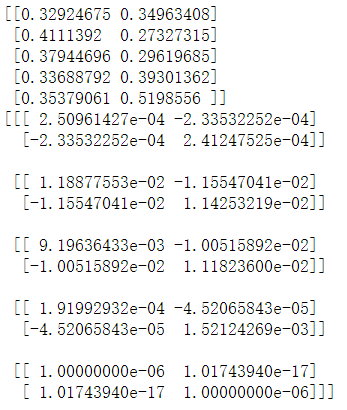 [[0.32924675 0.34963408]
 [0.4111392  0.27327315]
 [0.37944696 0.29619685]
 [0.33688792 0.39301362]
 [0.35379061 0.5198556 ]]
[[[ 2.50961427e-04 -2.33532252e-04]
  [-2.33532252e-04  2.41247525e-04]]

 [[ 1.18877553e-02 -1.15547041e-02]
  [-1.15547041e-02  1.14253219e-02]]

 [[ 9.19636433e-03 -1.00515892e-02]
  [-1.00515892e-02  1.11823600e-02]]

 [[ 1.91992932e-04 -4.52065843e-05]
  [-4.52065843e-05  1.52124269e-03]]

 [[ 1.00000000e-06  1.01743940e-17]
  [ 1.01743940e-17  1.00000000e-06]]]